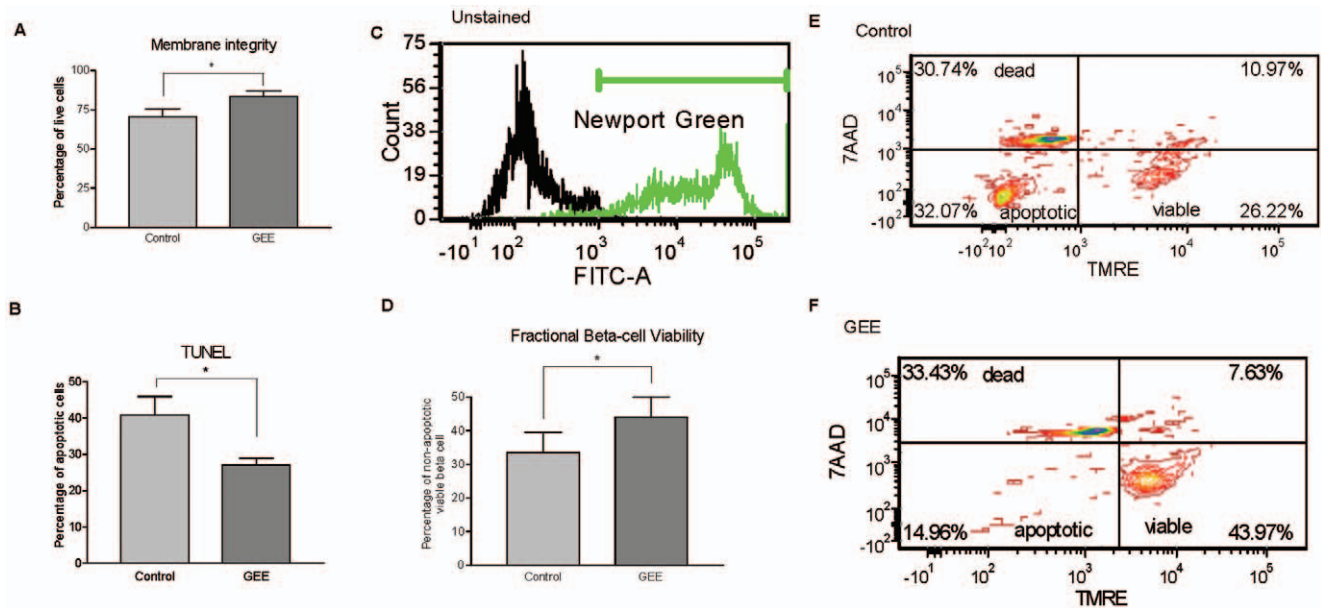 A
Membrane integrity
*
Percentage of live cells
100
75
50
25
0
Control GEE
B
TUNEL
*
Percentage of apoptotic cells
50
40
30
20
10
0
Control GEE
C
Unstained
Count
75
56
38
19
0
Newport Green
-10¹ 10² 10³ 10⁴ 10⁵
FITC-A
D
Fractional Beta-cell Viability
*
Percentage of non-apoptotic
viable beta cell
50
40
30
20
10
0
Control GEE
E
Control
30.74% dead 10.97%
7AAD
10⁵
10⁴
10³
10²
-10²
32.07% apoptotic viable 26.22%
-10²10² 10³ 10⁴ 10⁵
TMRE
F
GEE
33.43% dead 7.63%
7AAD
10⁵
10⁴
10³
10²
-10²
14.96% apoptotic viable 43.97%
-10¹ 10² 10³ 10⁴ 10⁵
TMRE